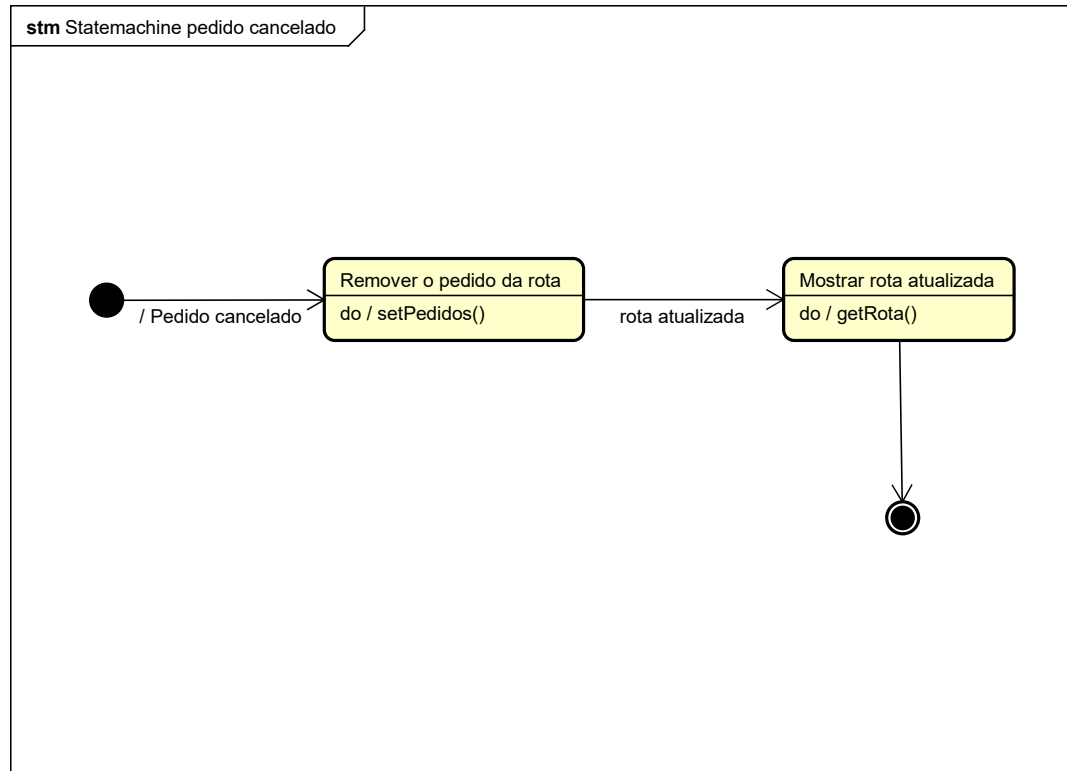 stm Statemachine pedido cancelado
Remover o pedido da rota
do / setPedidos()
Mostrar rota atualizada
do / getRota()
/ Pedido cancelado
rota atualizada